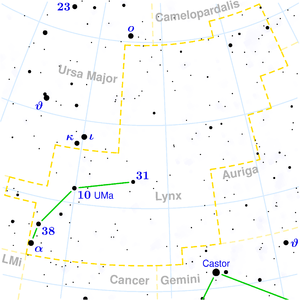 23
Camelopardalis
ο
Ursa Major
ϑ
κ
ι
31
Auriga
10 UMa
Lynx
38
ϑ
α
LMi
Castor
Cancer
Gemini